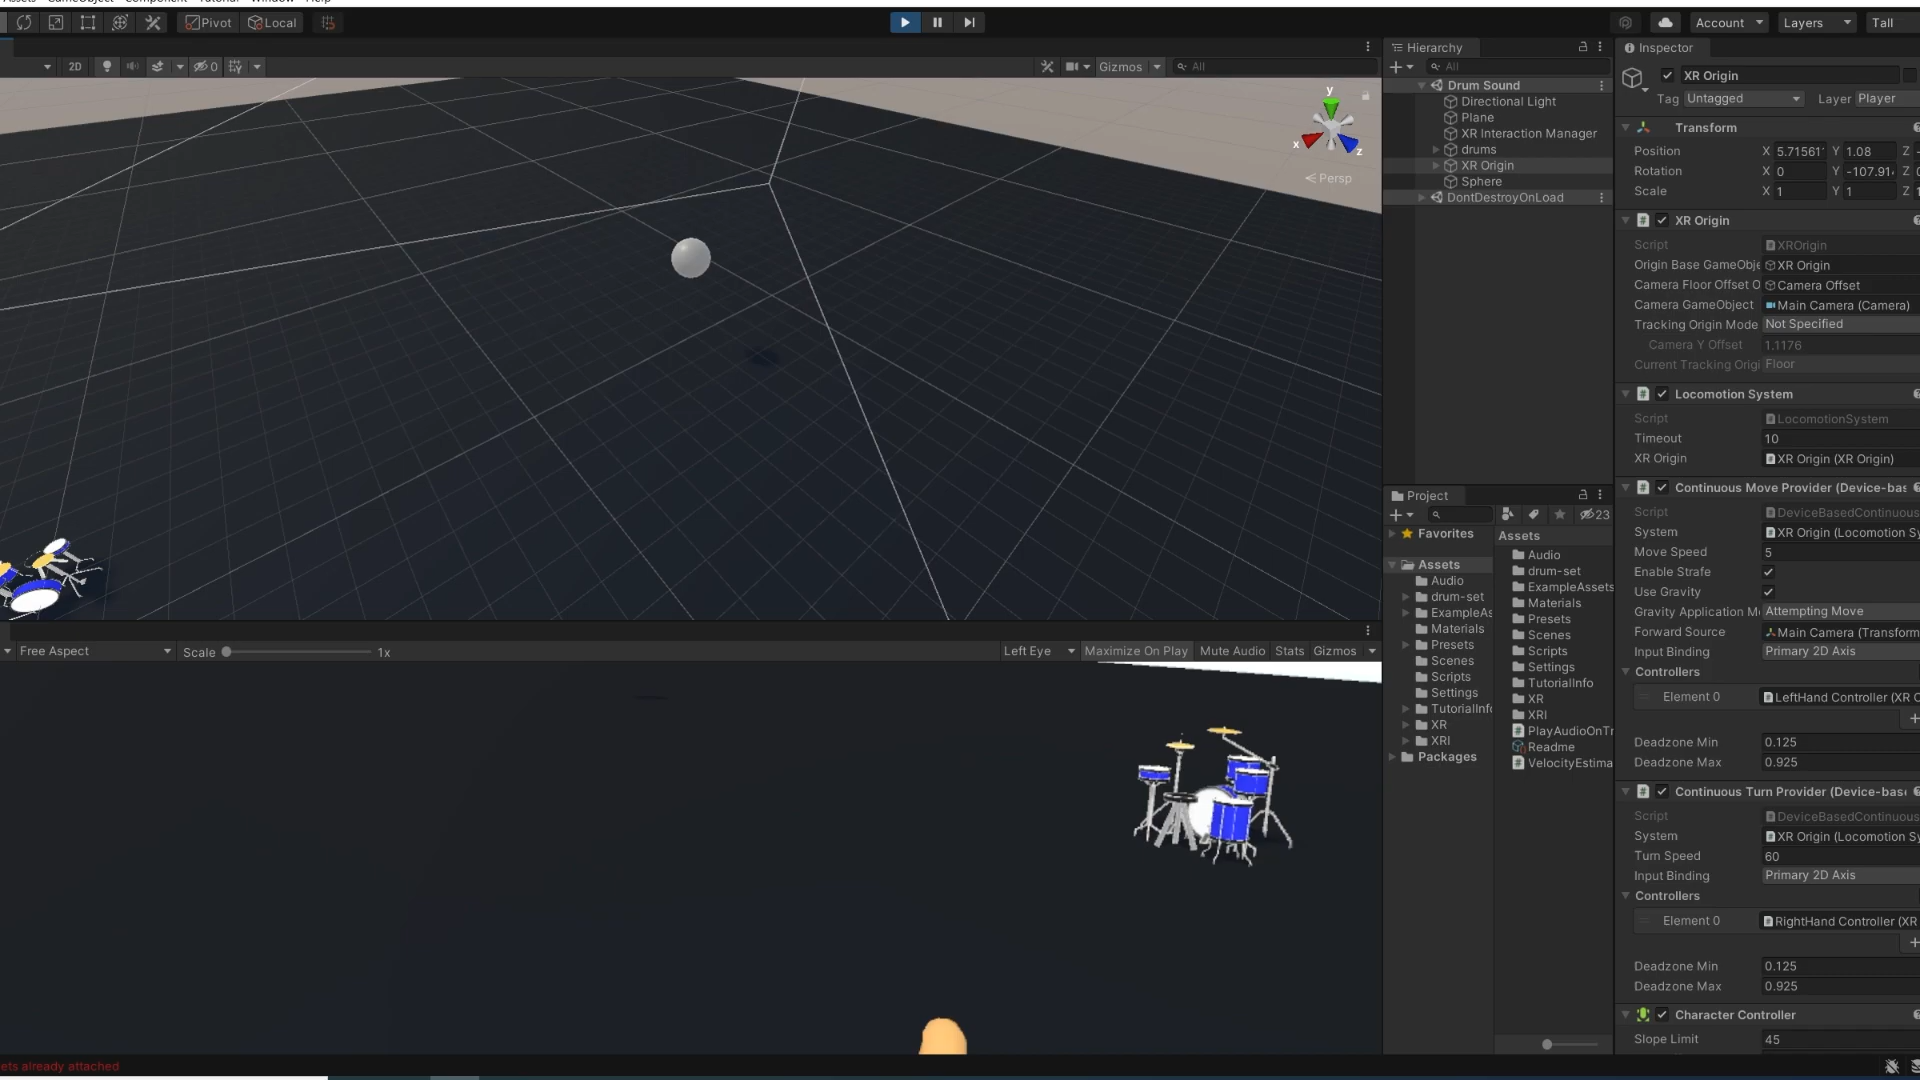 Assets GameObject Component Tutorial Window Help
Pivot Local
Account Layers Tall
2D 0 Gizmos All
y
x
z
Persp
Hierarchy
All
Drum Sound
Directional Light
Plane
XR Interaction Manager
drums
XR Origin
Sphere
DontDestroyOnLoad
Free Aspect Scale 1x Left Eye Maximize On Play Mute Audio Stats Gizmos
Project
23
Favorites
Assets
Audio
drum-set
ExampleAs
Materials
Presets
Scenes
Scripts
Settings
TutorialInfo
XR
XRI
Packages
Assets
Audio
drum-set
ExampleAssets
Materials
Presets
Scenes
Scripts
Settings
TutorialInfo
XR
XRI
PlayAudioOnTr
Readme
VelocityEstima
Inspector
XR Origin
Tag Untagged Layer Player
Transform
Position X 5.71561 Y 1.08 Z -
Rotation X 0 Y -107.91 Z 0
Scale X 1 Y 1 Z 1
XR Origin
Script XROrigin
Origin Base GameObje XR Origin
Camera Floor Offset O Camera Offset
Camera GameObject Main Camera (Camera)
Tracking Origin Mode Not Specified
Camera Y Offset 1.1176
Current Tracking Origi Floor
Locomotion System
Script LocomotionSystem
Timeout 10
XR Origin XR Origin (XR Origin)
Continuous Move Provider (Device-bas
Script DeviceBasedContinuous
System XR Origin (Locomotion Sy
Move Speed 5
Enable Strafe
Use Gravity
Gravity Application M Attempting Move
Forward Source Main Camera (Transform
Input Binding Primary 2D Axis
Controllers
Element 0 LeftHand Controller (XR C
Deadzone Min 0.125
Deadzone Max 0.925
Continuous Turn Provider (Device-base
Script DeviceBasedContinuous
System XR Origin (Locomotion Sy
Turn Speed 60
Input Binding Primary 2D Axis
Controllers
Element 0 RightHand Controller (XR
Deadzone Min 0.125
Deadzone Max 0.925
Character Controller
Slope Limit 45
ets already attached